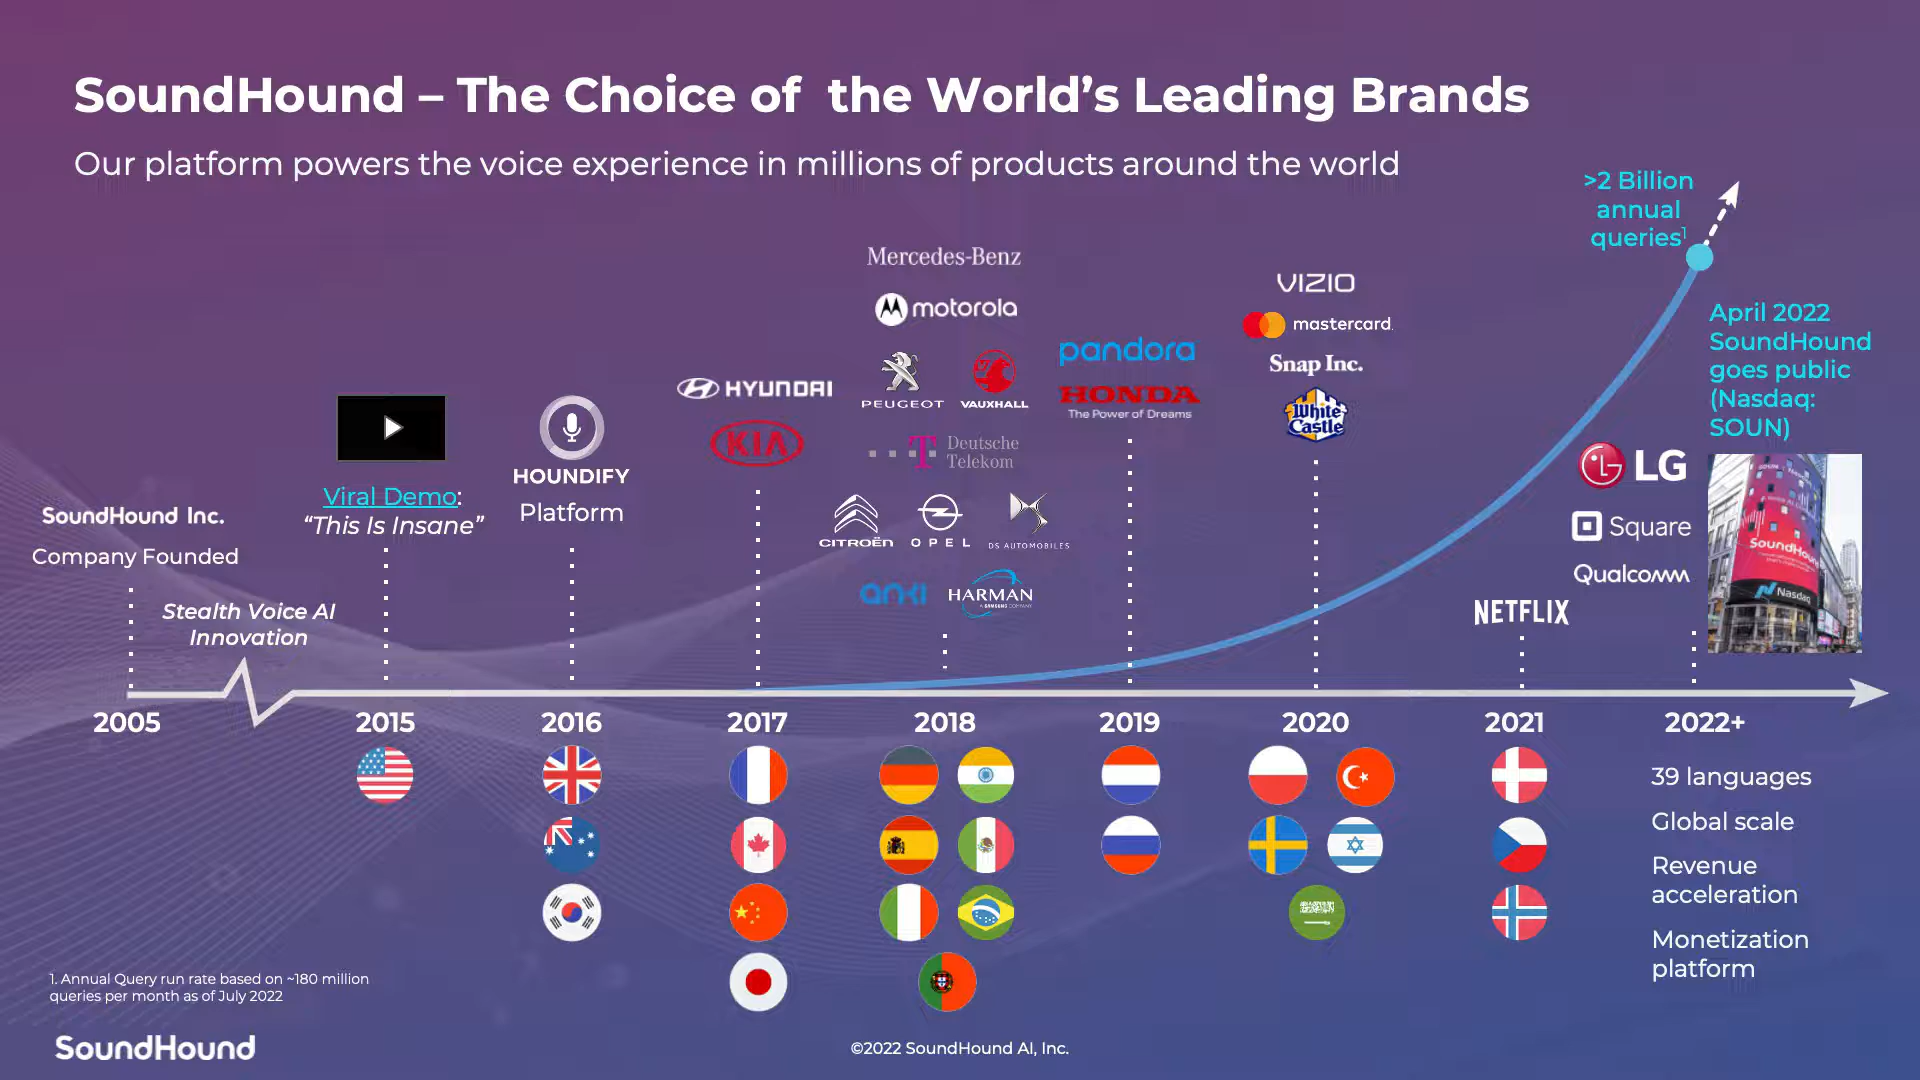 SoundHound – The Choice of the World's Leading Brands
Our platform powers the voice experience in millions of products around the world
>2 Billion
annual
queries¹
April 2022
SoundHound
goes public
(Nasdaq:
SOUN)
SoundHound Inc.
Company Founded
Stealth Voice AI
Innovation
Viral Demo:
“This Is Insane”
HOUNDIFY
Platform
HYUNDAI
KIA
Mercedes-Benz
motorola
PEUGEOT
VAUXHALL
Deutsche
Telekom
CITROËN
OPEL
DS AUTOMOBILES
anki
HARMAN
A SAMSUNG COMPANY
pandora
HONDA
The Power of Dreams
VIZIO
mastercard.
Snap Inc.
White
Castle
NETFLIX
LG
Square
Qualcomm
SoundHound
Nasdaq
2005
2015
2016
2017
2018
2019
2020
2021
2022+
39 languages
Global scale
Revenue
acceleration
Monetization
platform
1. Annual Query run rate based on ~180 million
queries per month as of July 2022
SoundHound
©2022 SoundHound AI, Inc.